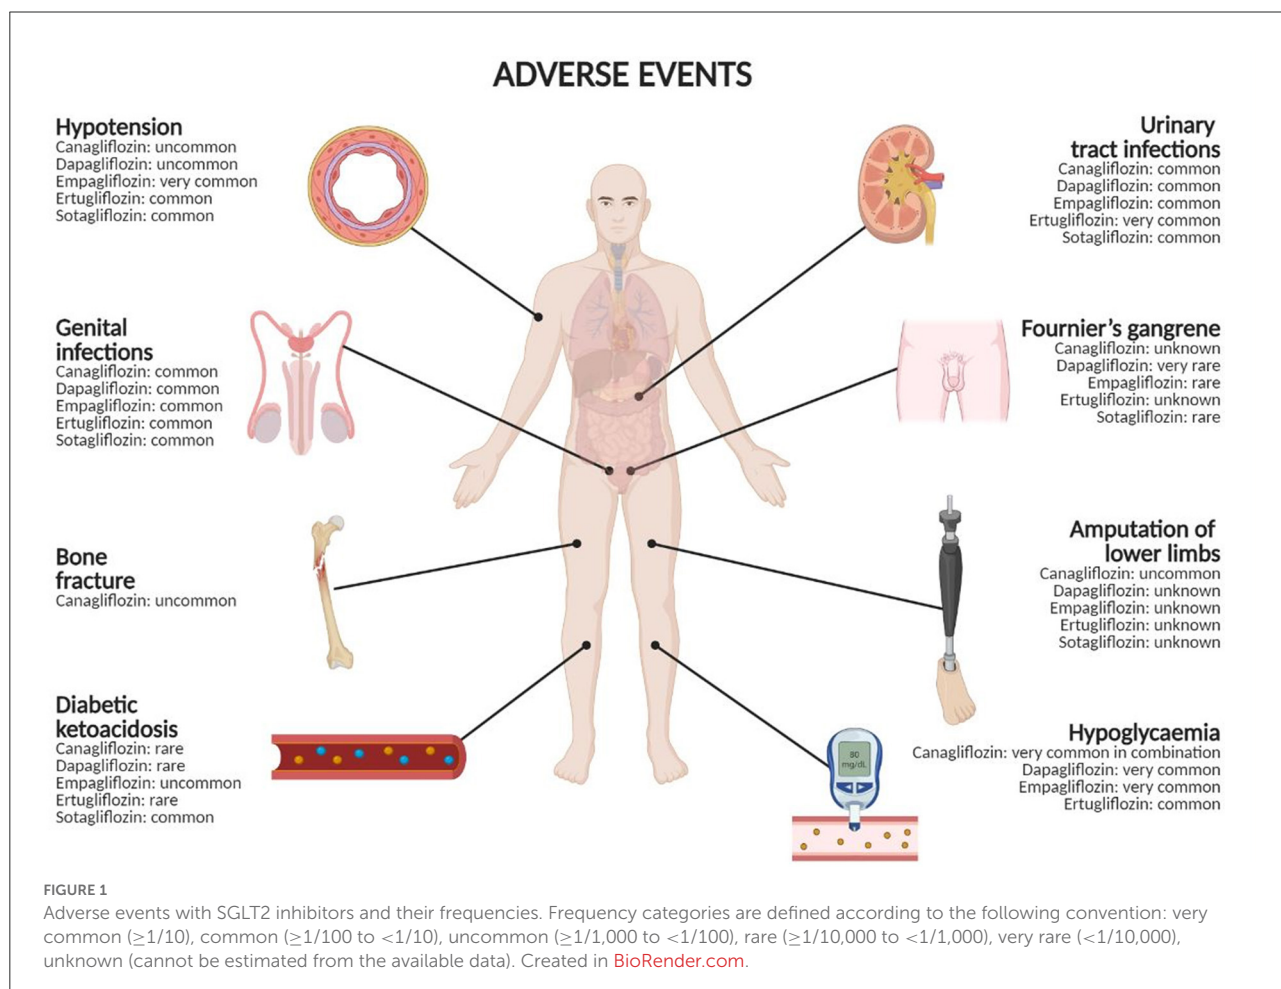 ADVERSE EVENTS
Hypotension
Canagliflozin: uncommon
Dapagliflozin: uncommon
Empagliflozin: very common
Ertugliflozin: common
Sotagliflozin: common
Genital
infections
Canagliflozin: common
Dapagliflozin: common
Empagliflozin: common
Ertugliflozin: common
Sotagliflozin: common
Bone
fracture
Canagliflozin: uncommon
Diabetic
ketoacidosis
Canagliflozin: rare
Dapagliflozin: rare
Empagliflozin: uncommon
Ertugliflozin: rare
Sotagliflozin: common
Urinary
tract infections
Canagliflozin: common
Dapagliflozin: common
Empagliflozin: common
Ertugliflozin: very common
Sotagliflozin: common
Fournier's gangrene
Canagliflozin: unknown
Dapagliflozin: very rare
Empagliflozin: rare
Ertugliflozin: unknown
Sotagliflozin: rare
Amputation of
lower limbs
Canagliflozin: uncommon
Dapagliflozin: unknown
Empagliflozin: unknown
Ertugliflozin: unknown
Sotagliflozin: unknown
Hypoglycaemia
Canagliflozin: very common in combination
Dapagliflozin: very common
Empagliflozin: very common
Ertugliflozin: common
80
mg/dL
FIGURE 1
Adverse events with SGLT2 inhibitors and their frequencies. Frequency categories are defined according to the following convention: very
common (≥1/10), common (≥1/100 to <1/10), uncommon (≥1/1,000 to <1/100), rare (≥1/10,000 to <1/1,000), very rare (<1/10,000),
unknown (cannot be estimated from the available data). Created in BioRender.com.